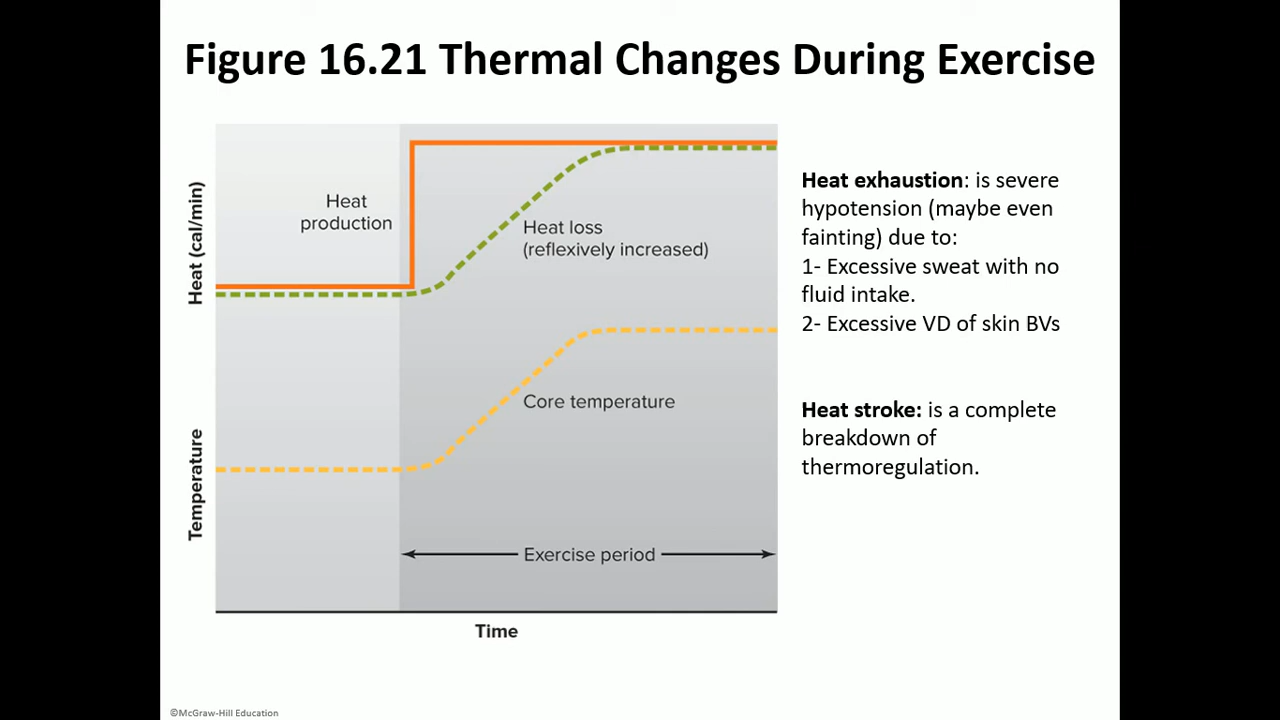 Figure 16.21 Thermal Changes During Exercise
Heat (cal/min)
Heat
production
Heat loss
(reflexively increased)
Temperature
Core temperature
Exercise period
Time
Heat exhaustion: is severe
hypotension (maybe even
fainting) due to:
1- Excessive sweat with no
fluid intake.
2- Excessive VD of skin BVs
Heat stroke: is a complete
breakdown of
thermoregulation.
©McGraw-Hill Education